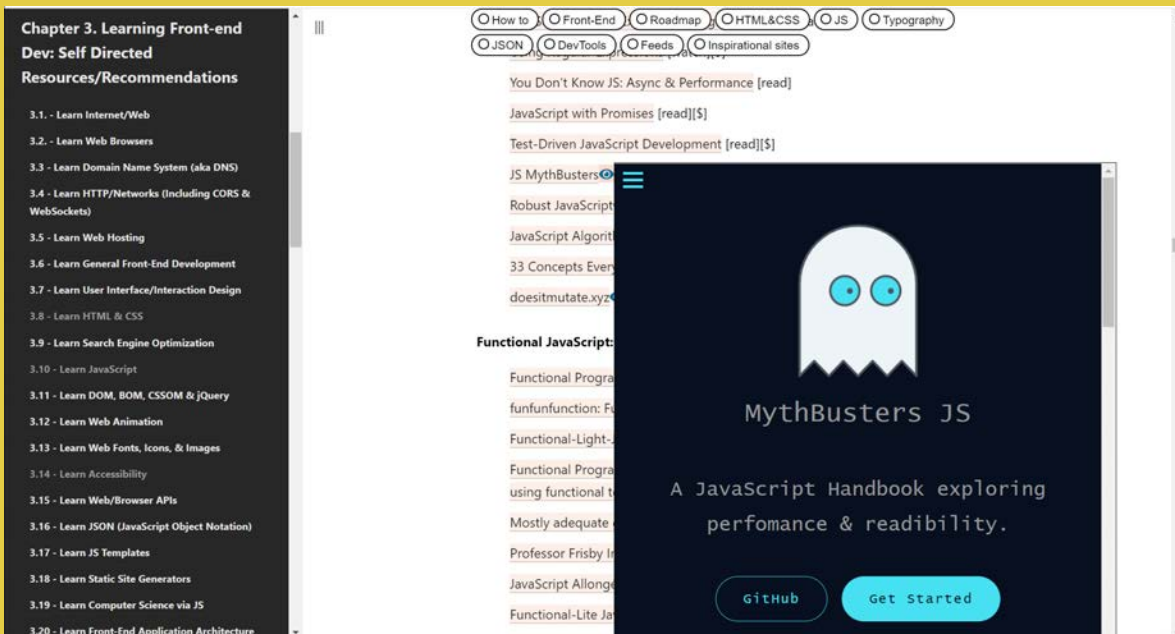 Chapter 3. Learning Front-end
Dev: Self Directed
Resources/Recommendations
3.1. - Learn Internet/Web
3.2. - Learn Web Browsers
3.3 - Learn Domain Name System (aka DNS)
3.4 - Learn HTTP/Networks (Including CORS &
WebSockets)
3.5 - Learn Web Hosting
3.6 - Learn General Front-End Development
3.7 - Learn User Interface/Interaction Design
3.8 - Learn HTML & CSS
3.9 - Learn Search Engine Optimization
3.10 - Learn JavaScript
3.11 - Learn DOM, BOM, CSSOM & jQuery
3.12 - Learn Web Animation
3.13 - Learn Web Fonts, Icons, & Images
3.14 - Learn Accessibility
3.15 - Learn Web/Browser APIs
3.16 - Learn JSON (JavaScript Object Notation)
3.17 - Learn JS Templates
3.18 - Learn Static Site Generators
3.19 - Learn Computer Science via JS
3.20 - Learn Front-End Application Architecture
How to Front-End Roadmap HTML&CSS JS Typography
JSON DevTools Feeds Inspirational sites
You Don't Know JS: Async & Performance [read]
JavaScript with Promises [read][$]
Test-Driven JavaScript Development [read][$]
JS MythBusters
Robust JavaScript
JavaScript
33 Concepts
doesitmutate.xyz
Functional JavaScript:
Functional
funfunfunction:
Functional-Light-
Functional
using functional
Mostly adequate
Professor Frisby
JavaScript
Functional-Lite
MythBusters JS
A JavaScript Handbook exploring
perfomance & readibility.
GitHub Get Started